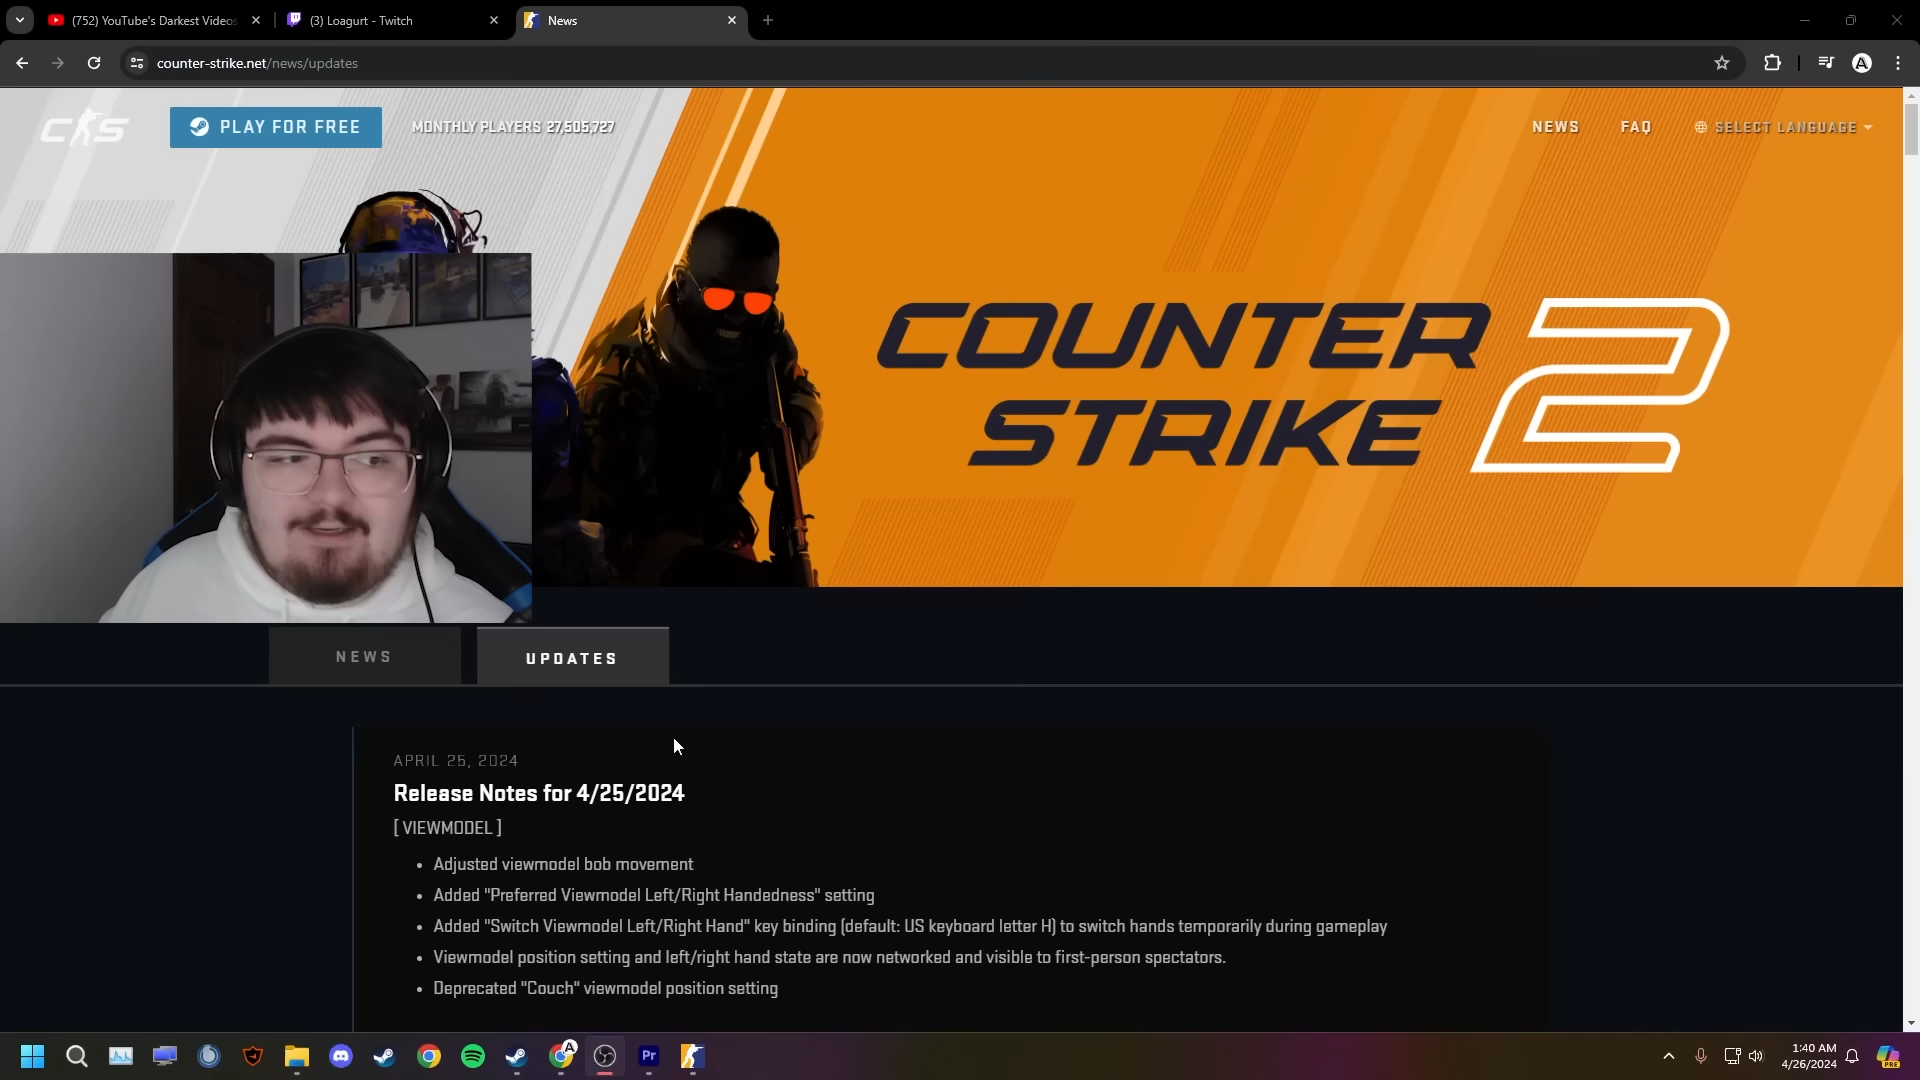 (752) YouTube's Darkest Videos
(3) Loagurt - Twitch
News
counter-strike.net/news/updates
CS
PLAY FOR FREE
MONTHLY PLAYERS 27,505,727
NEWS
FAQ
SELECT LANGUAGE
COUNTER
STRIKE
2
NEWS
UPDATES
APRIL 25, 2024
Release Notes for 4/25/2024
[ VIEWMODEL ]
• Adjusted viewmodel bob movement
• Added "Preferred Viewmodel Left/Right Handedness" setting
• Added "Switch Viewmodel Left/Right Hand" key binding (default: US keyboard letter H) to switch hands temporarily during gameplay
• Viewmodel position setting and left/right hand state are now networked and visible to first-person spectators.
• Deprecated "Couch" viewmodel position setting
A
A
Pr
1:40 AM
4/26/2024
PRE